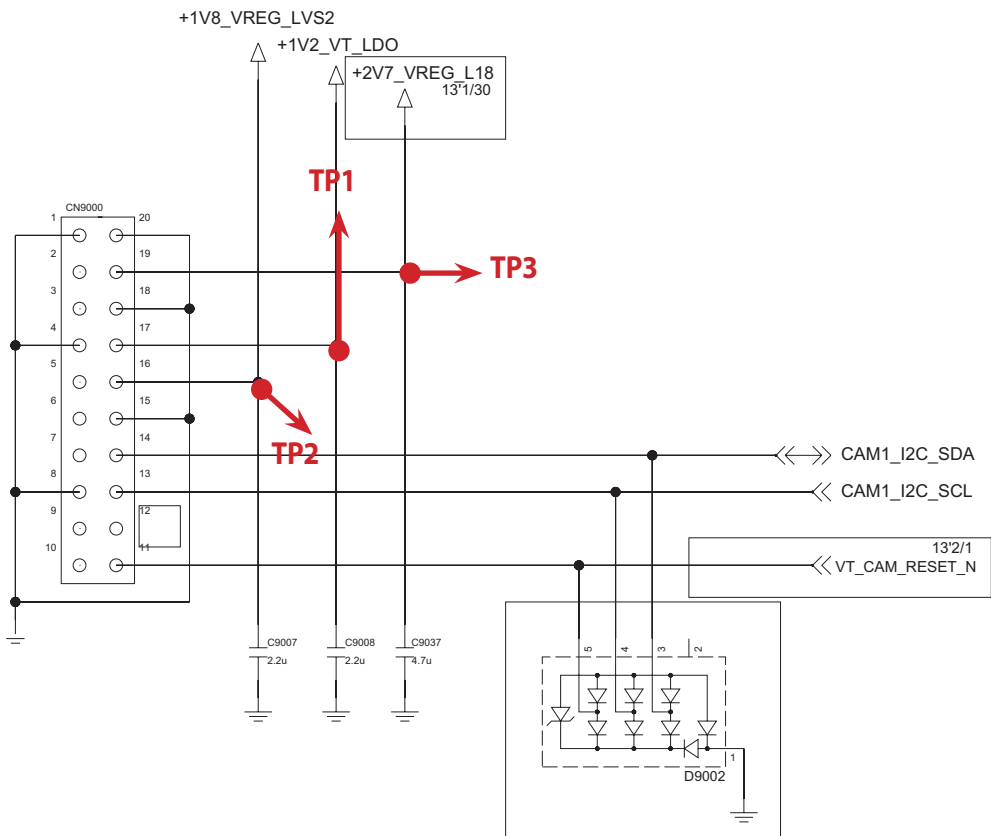 +1V8_VREG_LVS2
+1V2_VT_LDO
+2V7_VREG_L18
13'1/30
TP1
CN9000
1
20
2
19
TP3
3
18
4
17
5
16
6
15
7
14
TP2
CAM1_I2C_SDA
8
13
CAM1_I2C_SCL
9
12
10
11
13'2/1
VT_CAM_RESET_N
C9007
2.2u
C9008
2.2u
C9037
4.7u
5
4
3
2
1
D9002